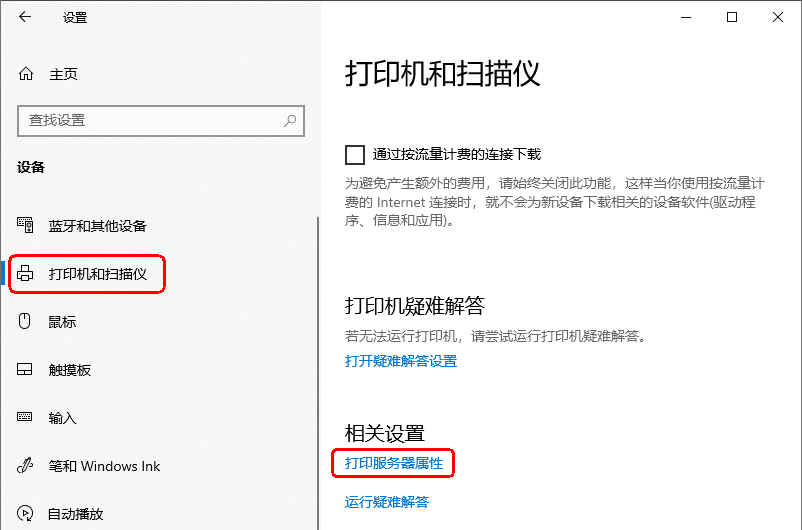 设置
主页
查找设置
设备
蓝牙和其他设备
打印机和扫描仪
鼠标
触摸板
输入
笔和 Windows Ink
自动播放
打印机和扫描仪
通过按流量计费的连接下载
为避免产生额外的费用，请始终关闭此功能，这样当你使用按流量计
费的 Internet 连接时，就不会为新设备下载相关的设备软件(驱动程
序、信息和应用)。
打印机疑难解答
若无法运行打印机，请尝试运行打印机疑难解答。
打开疑难解答设置
相关设置
打印服务器属性
运行疑难解答